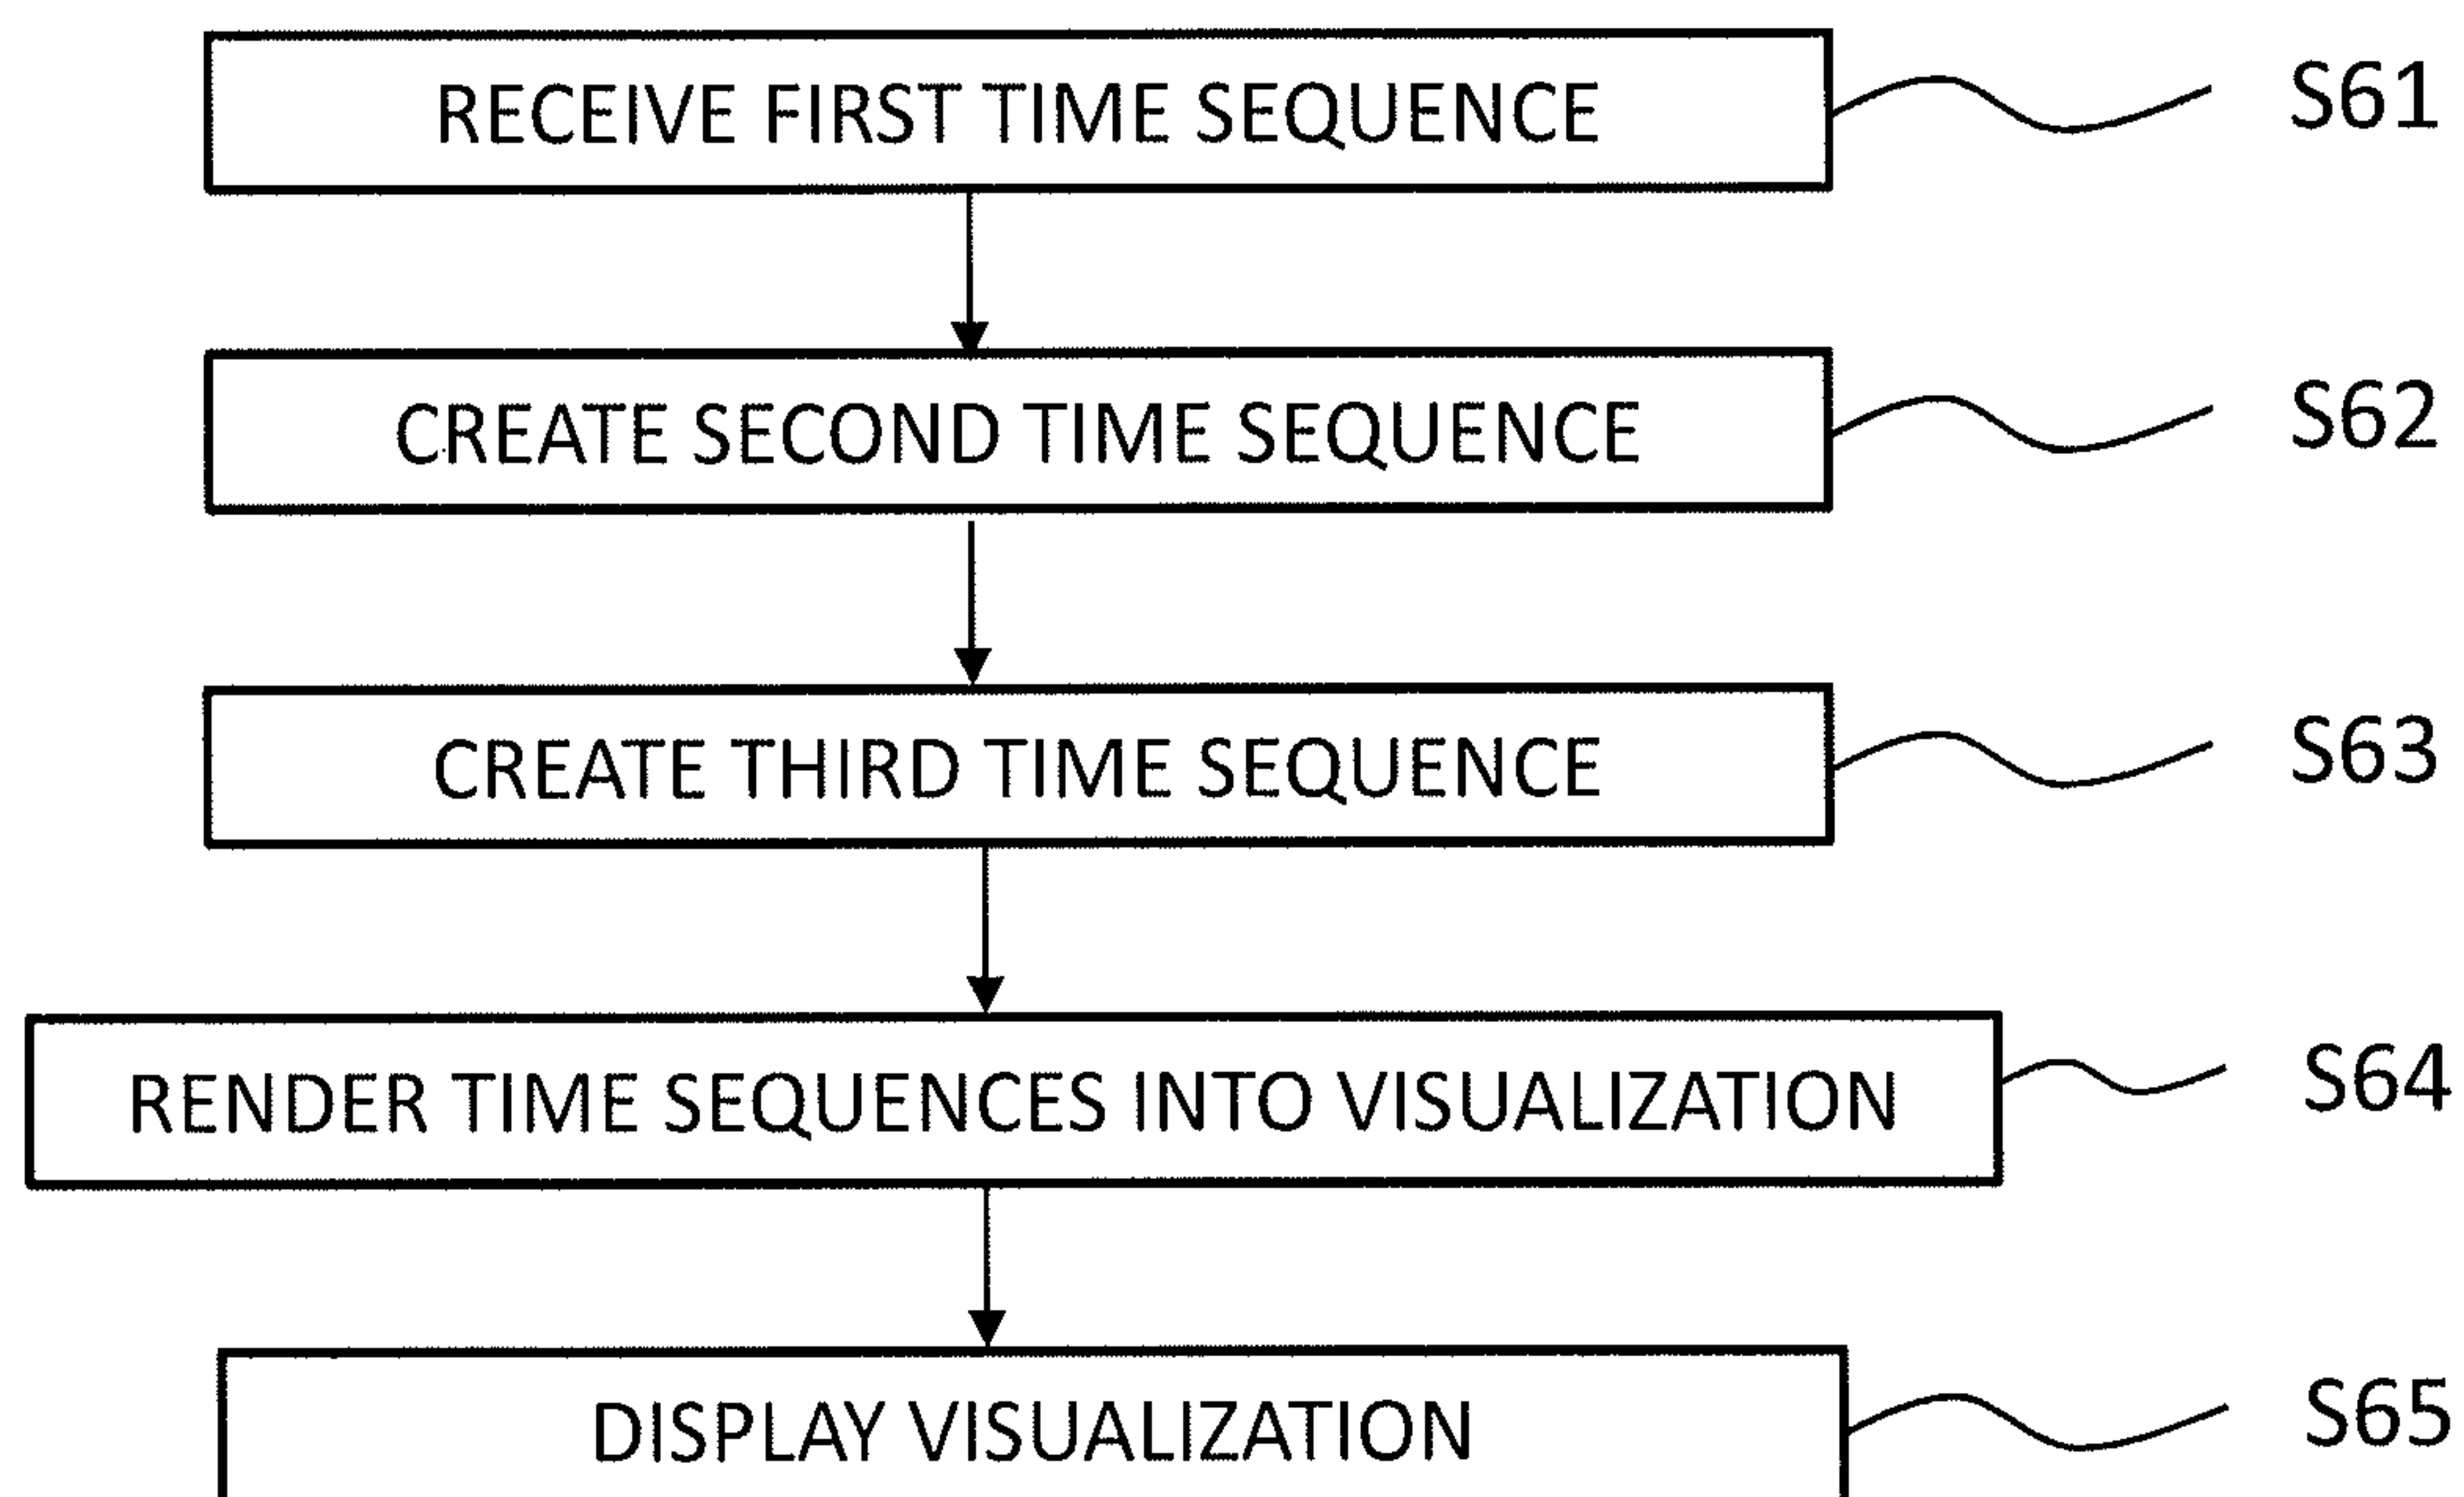 RECEIVE FIRST TIME SEQUENCE S61
CREATE SECOND TIME SEQUENCE S62
CREATE THIRD TIME SEQUENCE S63
RENDER TIME SEQUENCES INTO VISUALIZATION S64
DISPLAY VISUALIZATION S65